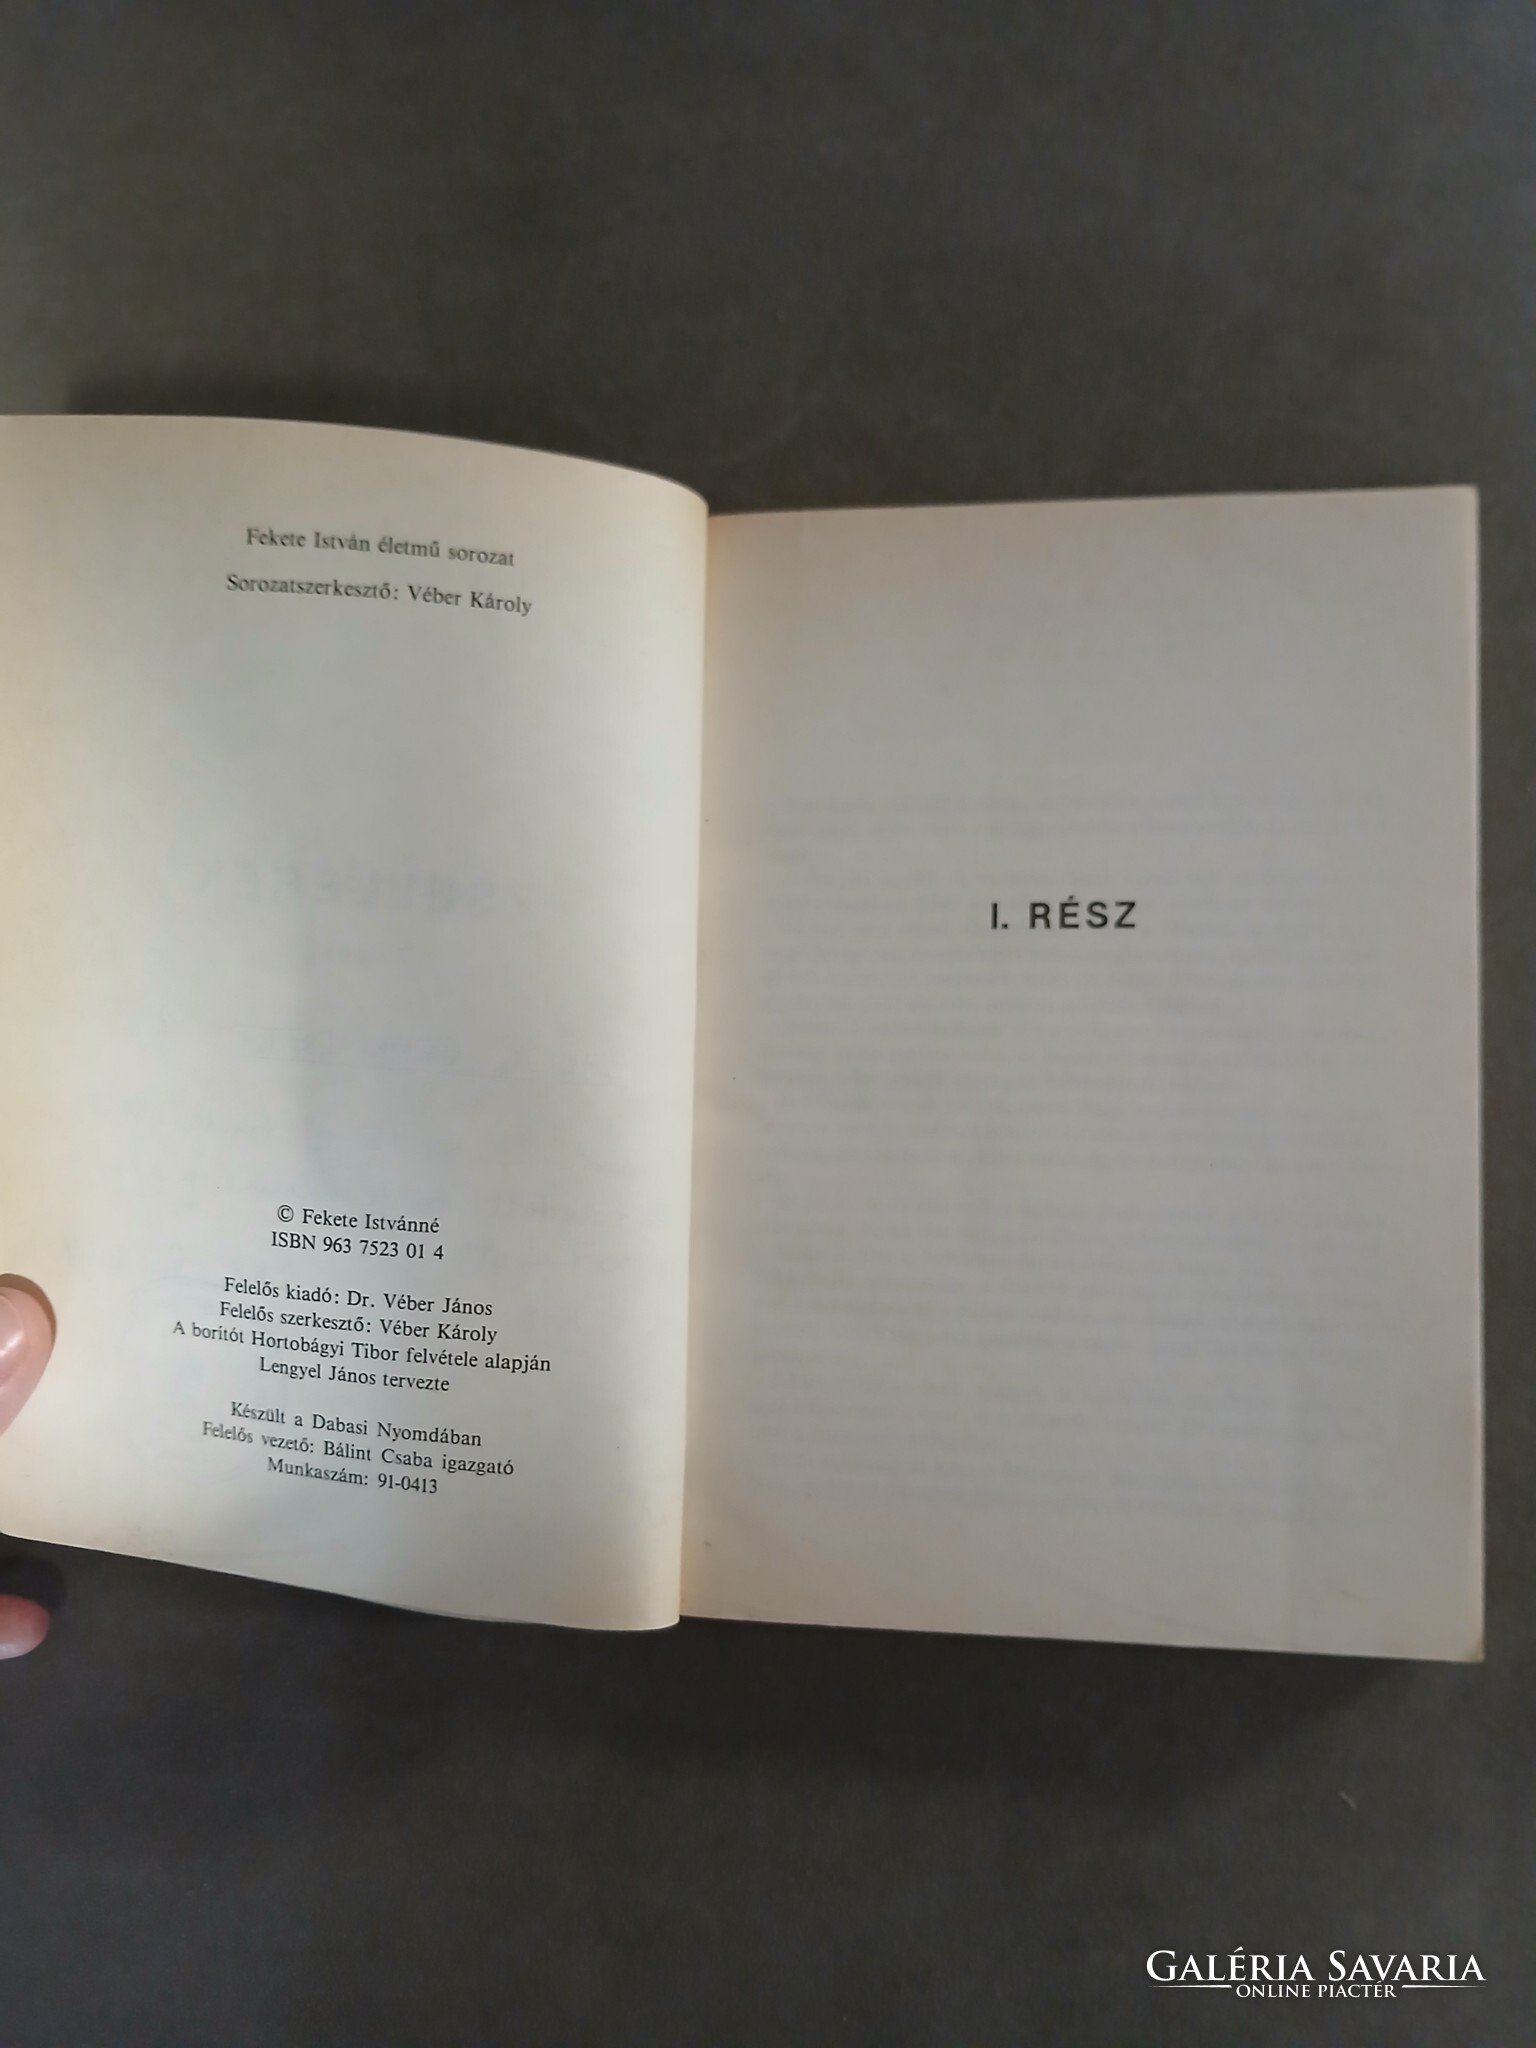 Fekete István életmű sorozat
Sorozatszerkesztő: Véber Károly
© Fekete Istvánné
ISBN 963 7523 01 4
Felelős kiadó: Dr. Véber János
Felelős szerkesztő: Véber Károly
A borítót Hortobágyi Tibor felvétele alapján
Lengyel János tervezte
Készült a Dabasi Nyomdában
Felelős vezető: Bálint Csaba igazgató
Munkaszám: 91-0413
I. RÉSZ
GALÉRIA SAVARIA
ONLINE PIACTÉR